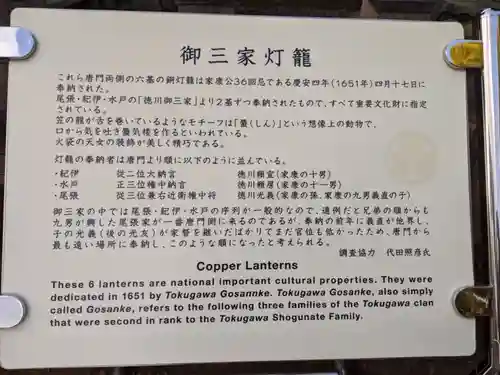 御三家灯籠
これら唐門両側の六基の銅灯籠は家康公36回忌である慶安四年(1651年)四月十七日に
奉納された。
尾張・紀伊・水戸の「徳川御三家」より2基ずつ奉納されたもので、すべて重要文化財に指定
されている。
笠の龍が舌を巻いているようなモチーフは「蜃(しん)」という想像上の動物で、
口から気を吐き蜃気楼を作るといわれている。
火袋の天女の装飾が美しく精巧である。
灯籠の奉納者は唐門より順に以下のように並んでいる。
・紀伊 従二位大納言 徳川頼宣(家康の十男)
・水戸 正三位権中納言 徳川頼房(家康の十一男)
・尾張 従三位兼右近衛権中将 徳川光義(家康の孫、家康の九男義直の子)
御三家の中では尾張・紀伊・水戸の序列が一般的なので、通例だと兄弟の順からも
九男が興した尾張家が一番唐門側に来るのであるが、奉納の前年に義直が他界し、
子の光義(後の光友)が家督を継いだばかりでまだ官位も低かったため、唐門から
最も遠い場所に奉納し、このような順になったと考えられる。
調査協力 代田照彦氏
Copper Lanterns
These 6 lanterns are national important cultural properties. They were
dedicated in 1651 by Tokugawa Gosannke. Tokugawa Gosanke, also simply
called Gosanke, refers to the following three families of the Tokugawa clan
that were second in rank to the Tokugawa Shogunate Family.